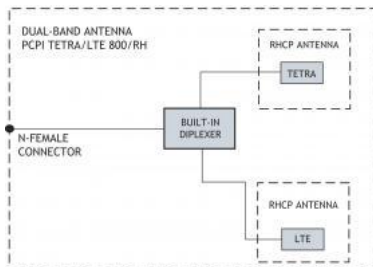 DUAL-BAND ANTENNA
PCPI TETRA/LTE 800/RH
RHCP ANTENNA
TETRA
BUILT-IN
DIPLEXER
N-FEMALE
CONNECTOR
RHCP ANTENNA
LTE